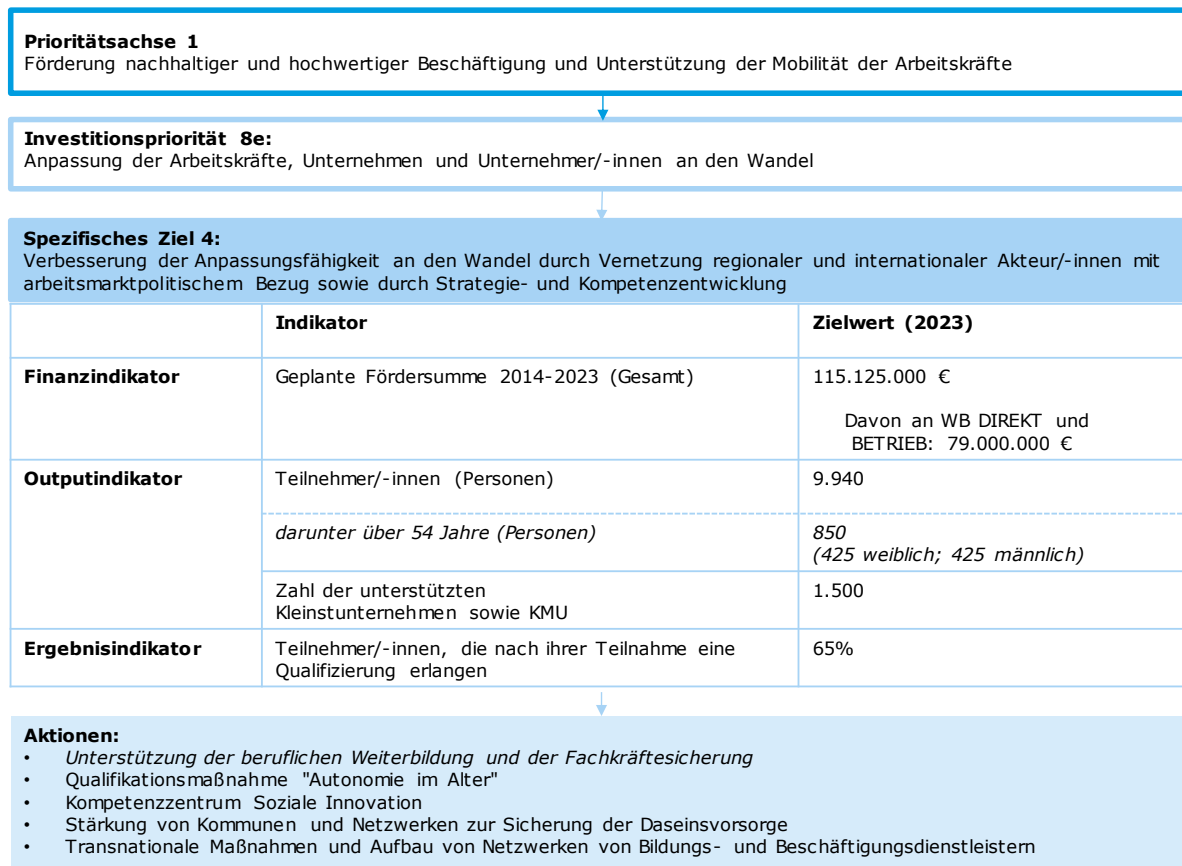 Prioritätsachse 1
Förderung nachhaltiger und hochwertiger Beschäftigung und Unterstützung der Mobilität der Arbeitskräfte
Investitionspriorität 8e:
Anpassung der Arbeitskräfte, Unternehmen und Unternehmer/-innen an den Wandel
Spezifisches Ziel 4:
Verbesserung der Anpassungsfähigkeit an den Wandel durch Vernetzung regionaler und internationaler Akteur/-innen mit
arbeitsmarktpolitischem Bezug sowie durch Strategie- und Kompetenzentwicklung
Indikator
Zielwert (2023)
Finanzindikator
Geplante Fördersumme 2014-2023 (Gesamt)
115.125.000 €
Davon an WB DIREKT und
BETRIEB: 79.000.000 €
Outputindikator
Teilnehmer/-innen (Personen)
9.940
darunter über 54 Jahre (Personen)
850
(425 weiblich; 425 männlich)
Zahl der unterstützten
Kleinstunternehmen sowie KMU
1.500
Ergebnisindikator
Teilnehmer/-innen, die nach ihrer Teilnahme eine
Qualifizierung erlangen
65%
Aktionen:
• Unterstützung der beruflichen Weiterbildung und der Fachkräftesicherung
• Qualifikationsmaßnahme "Autonomie im Alter"
• Kompetenzzentrum Soziale Innovation
• Stärkung von Kommunen und Netzwerken zur Sicherung der Daseinsvorsorge
• Transnationale Maßnahmen und Aufbau von Netzwerken von Bildungs- und Beschäftigungsdienstleistern